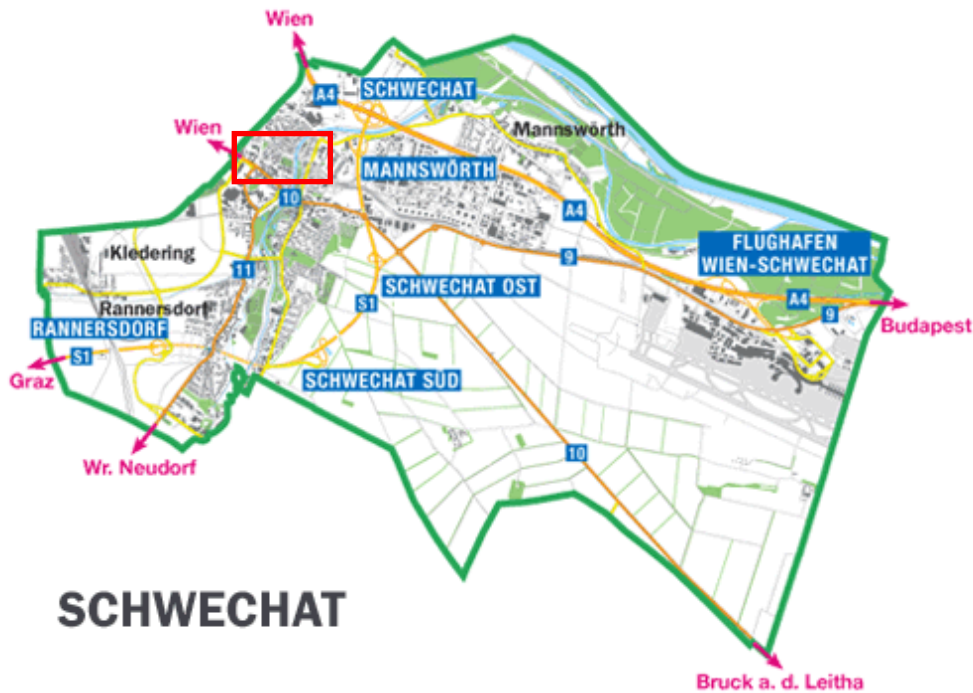 Wien
A4
SCHWECHAT
Wien
Mannswörth
MANNSWÖRTH
10
A4
FLUGHAFEN
WIEN-SCHWECHAT
Kledering
9
11
SCHWECHAT OST
A4
9
S1
Rannersdorf
Budapest
RANNERSDORF
S1
Graz
SCHWECHAT SÜD
10
Wr. Neudorf
SCHWECHAT
Bruck a. d. Leitha